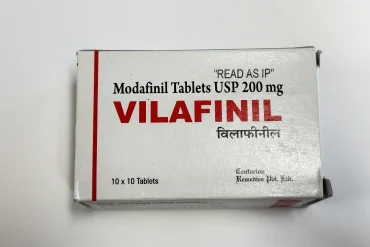 "READ AS IP"
Modafinil Tablets USP 200 mg
VILAFINIL
विलाफीनील
10 x 10 Tablets
Centurion
Remedies Pvt. Ltd.